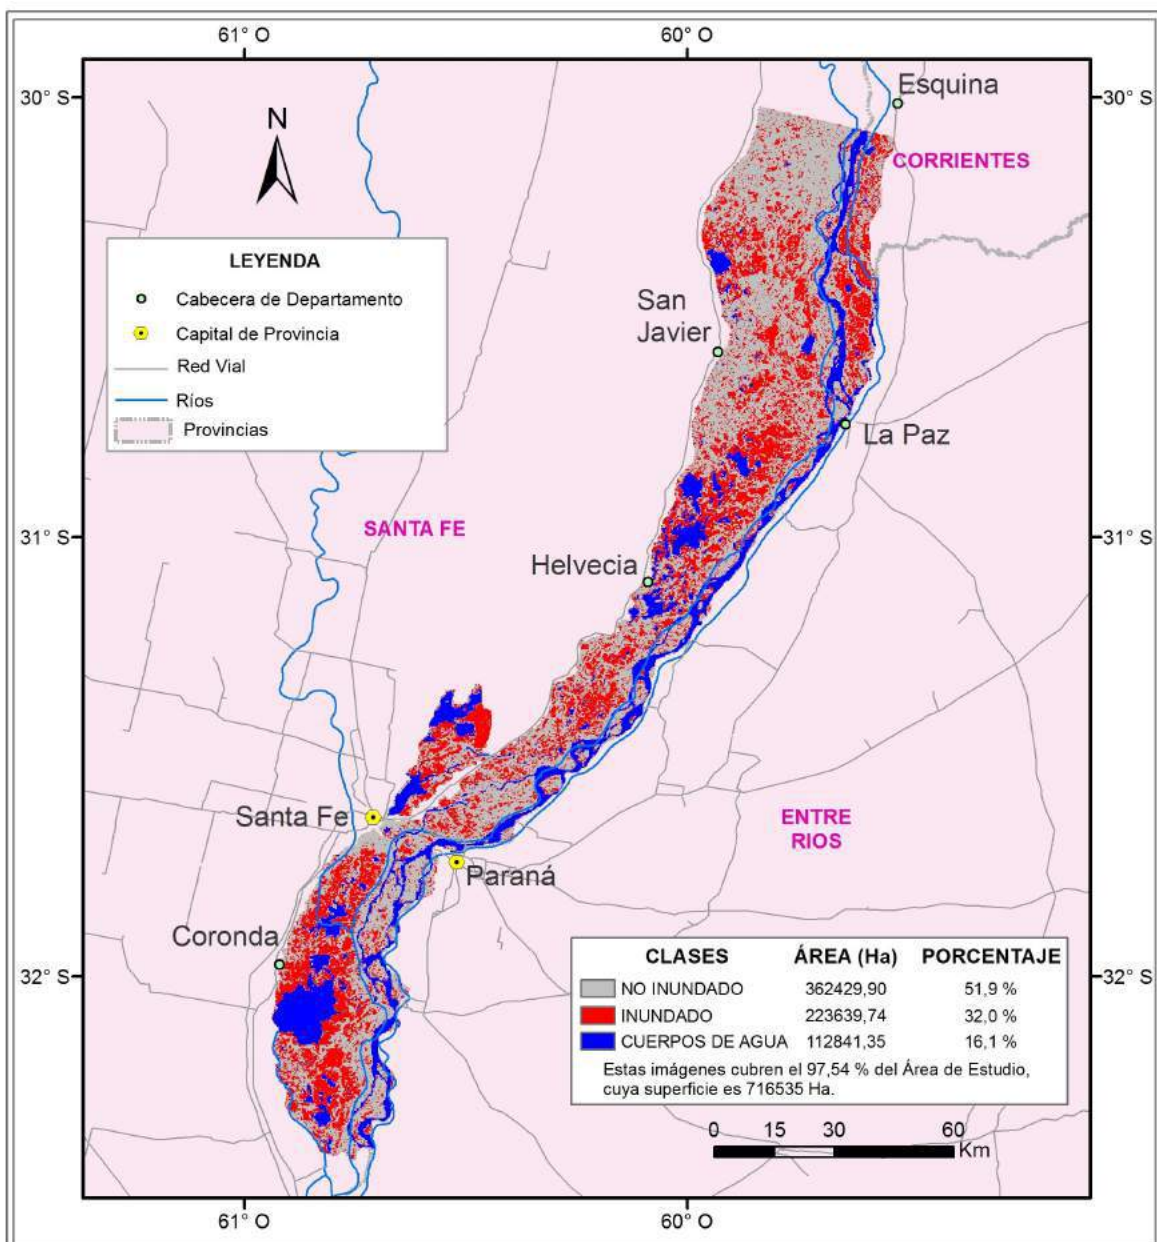 61° O
60° O
30° S
30° S
Esquina
N
CORRIENTES
LEYENDA
Cabecera de Departamento
Capital de Provincia
Red Vial
Ríos
Provincias
San
Javier
La Paz
SANTA FE
31° S
31° S
Helvecia
Santa Fe
ENTRE
RIOS
Paraná
Coronda
CLASES ÁREA (Ha) PORCENTAJE
NO INUNDADO 362429,90 51,9 %
INUNDADO 223639,74 32,0 %
CUERPOS DE AGUA 112841,35 16,1 %
Estas imágenes cubren el 97,54 % del Área de Estudio,
cuya superficie es 716535 Ha.
32° S
32° S
0 15 30 60
Km
61° O
60° O